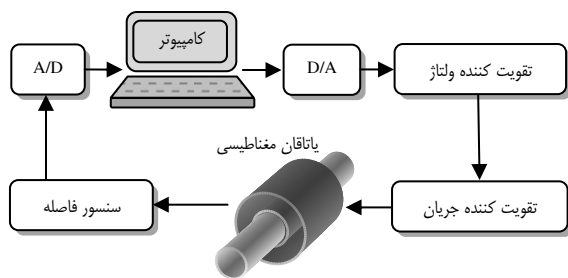 کامپیوتر
A/D
D/A
تقویت کننده ولتاژ
یاتاقان مغناطیسی
سنسور فاصله
تقویت کننده جریان